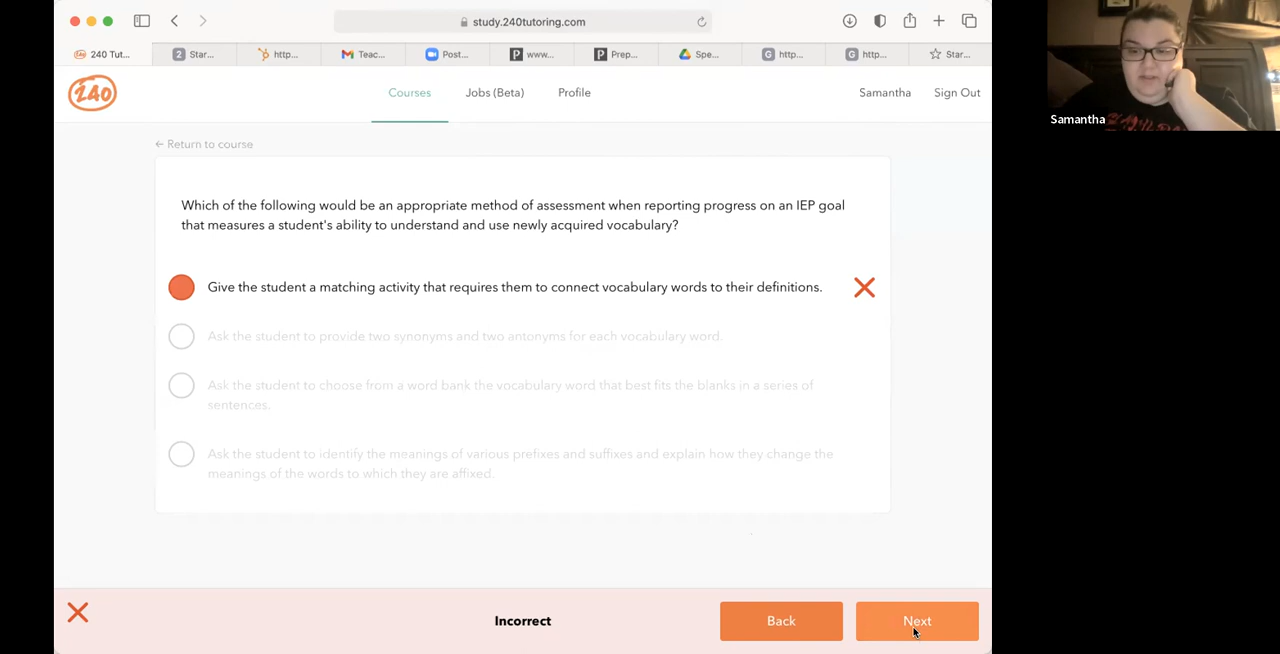 study.240tutoring.com
240 Tut...
2 Star...
http...
Teac...
Post...
P www...
P Prep...
Spe...
G http...
G http...
Star...
240
Courses
Jobs (Beta)
Profile
Samantha
Sign Out
Samantha
← Return to course
Which of the following would be an appropriate method of assessment when reporting progress on an IEP goal
that measures a student's ability to understand and use newly acquired vocabulary?
Give the student a matching activity that requires them to connect vocabulary words to their definitions.
Ask the student to provide two synonyms and two antonyms for each vocabulary word.
Ask the student to choose from a word bank the vocabulary word that best fits the blanks in a series of
sentences.
Ask the student to identify the meanings of various prefixes and suffixes and explain how they change the
meanings of the words to which they are affixed.
Incorrect
Back
Next